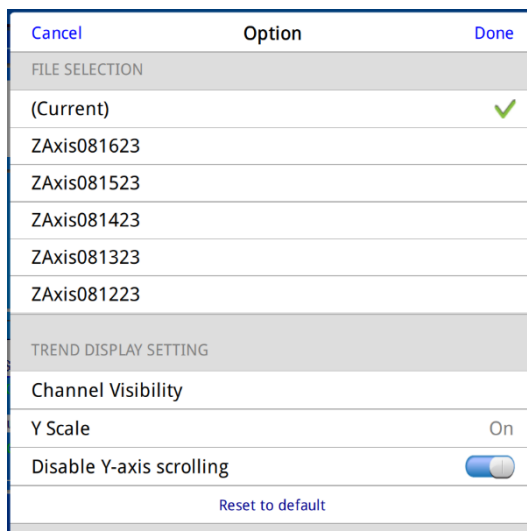 Cancel Option Done
FILE SELECTION
(Current)
ZAxis081623
ZAxis081523
ZAxis081423
ZAxis081323
ZAxis081223
TREND DISPLAY SETTING
Channel Visibility
Y Scale On
Disable Y-axis scrolling
Reset to default